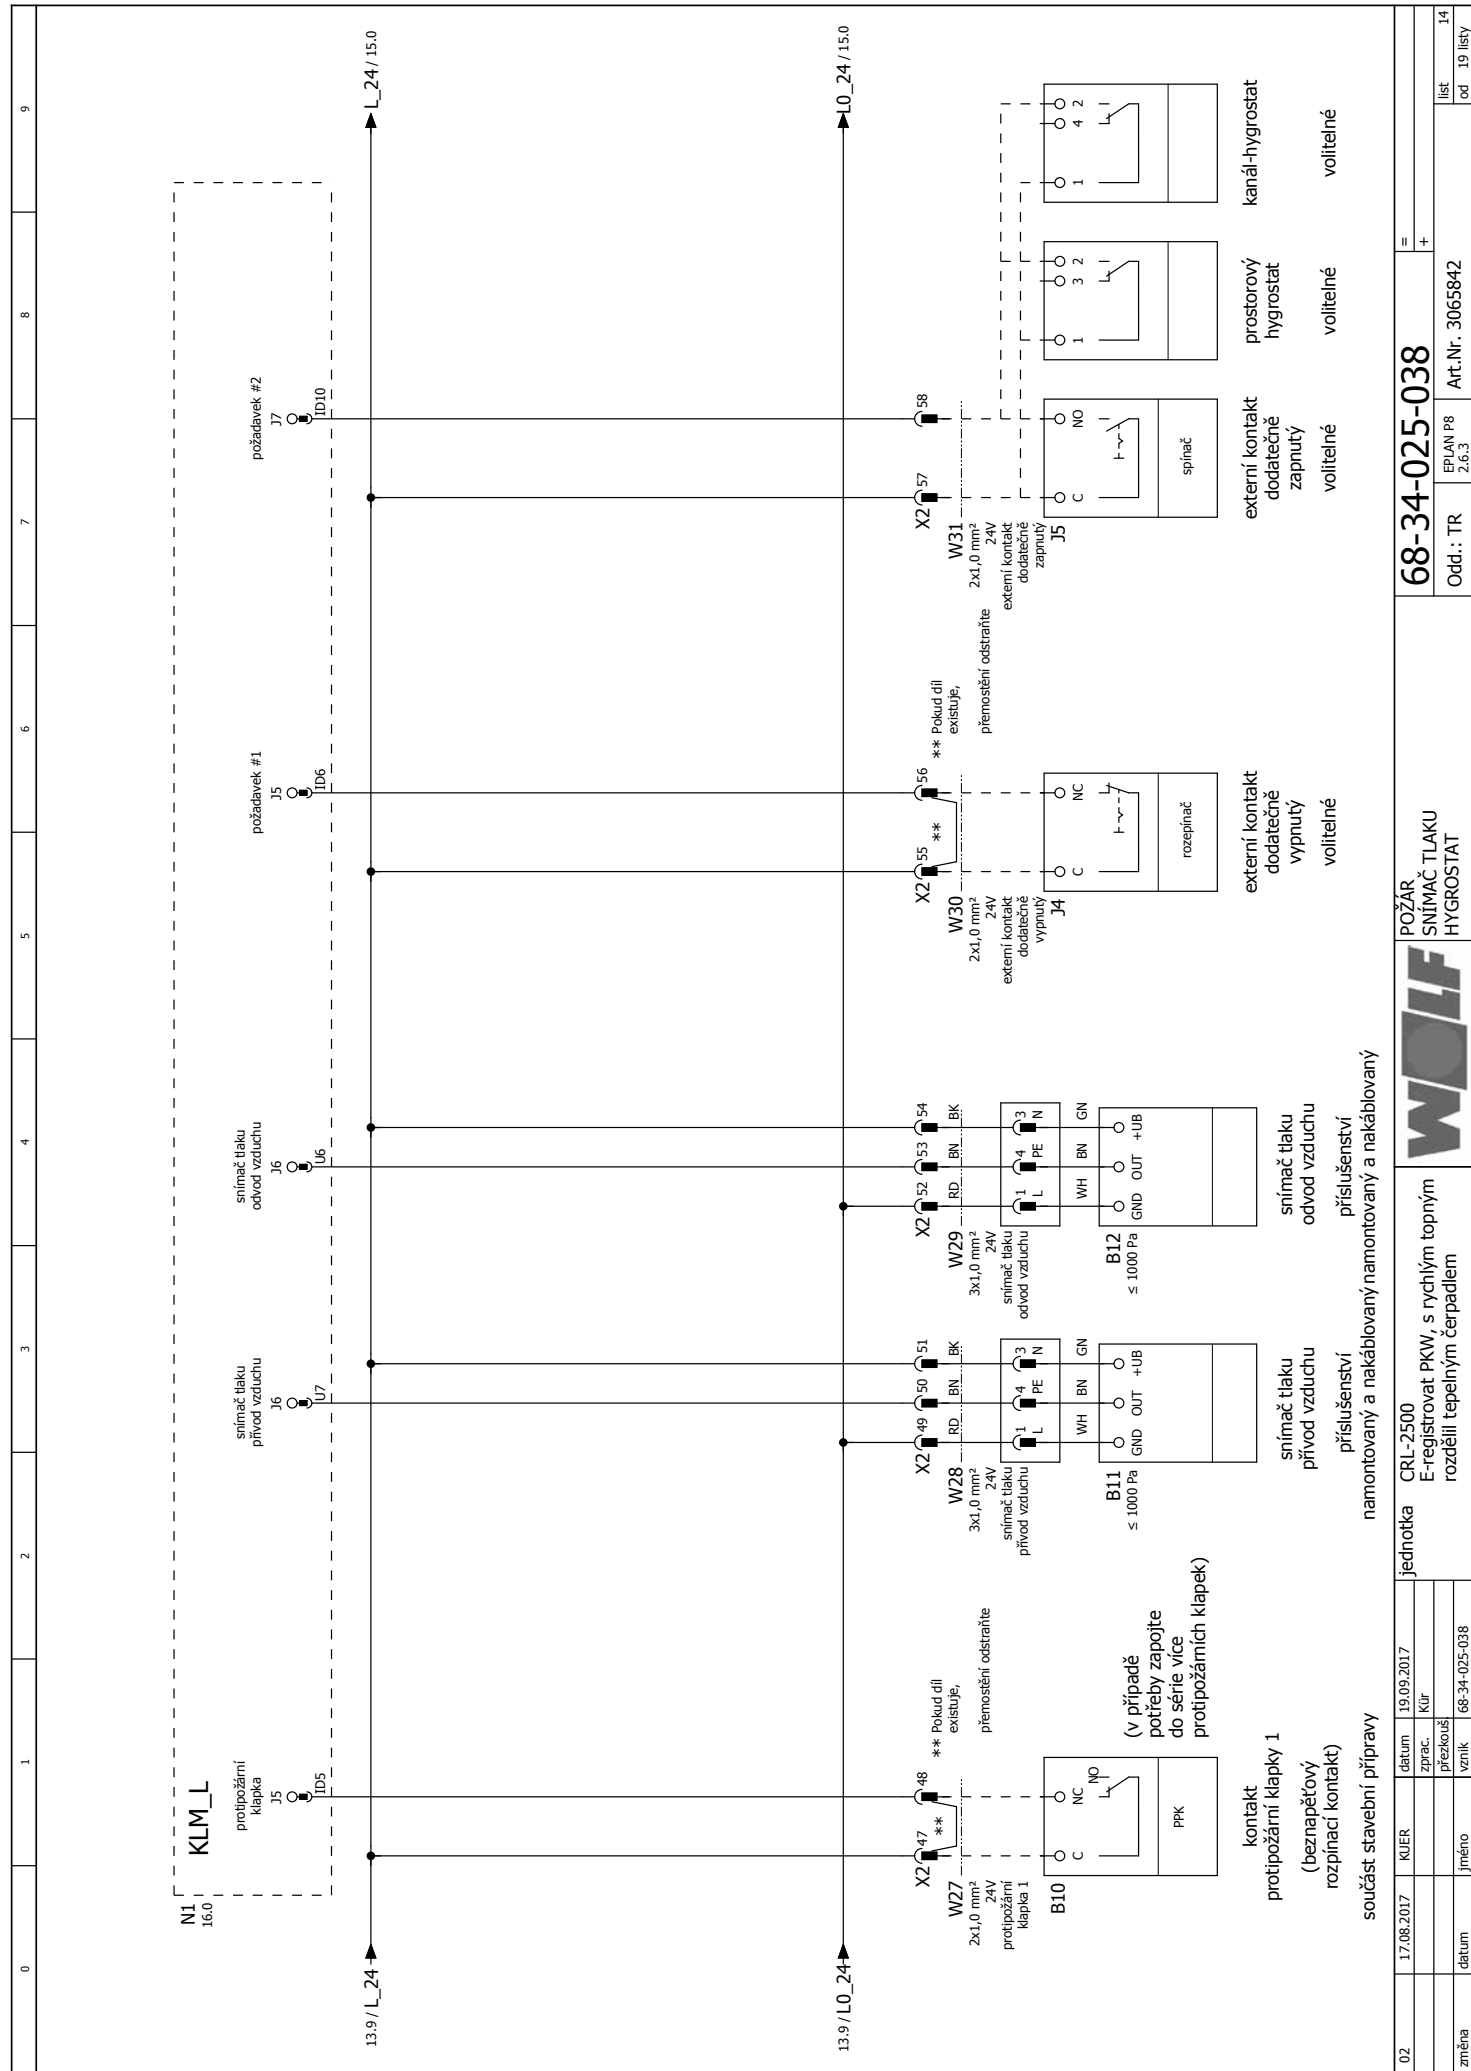 0
1
2
3
4
5
6
7
8
9
N1
16.0
KLM_L
protipožární
klapka
J5
ID5
snímač tlaku
přívod vzduchu
J6
U7
snímač tlaku
odvod vzduchu
J6
U6
požadavek #1
J5
ID6
požadavek #2
J7
ID10
13.9 / L_24
L_24 / 15.0
13.9 / L0_24
L0_24 / 15.0
X2
47
48
**
** Pokud díl
existuje,
přemostění odstraňte
W27
2x1,0 mm²
24V
protipožární
klapka 1
B10
C
NC
NO
PPK
(v případě
potřeby zapojte
do série více
protipožárních klapek)
kontakt
protipožární klapky 1
(beznapěťový
rozpínací kontakt)
součást stavební přípravy
X2
49
50
51
W28
RD
BN
BK
3x1,0 mm²
24V
snímač tlaku
přívod vzduchu
1
4
3
L
PE
N
WH
BN
GN
B11
≤ 1000 Pa
GND
OUT
+UB
snímač tlaku
přívod vzduchu
příslušenství
namontovaný a nakáblovaný
X2
52
53
54
W29
RD
BN
BK
3x1,0 mm²
24V
snímač tlaku
odvod vzduchu
1
4
3
L
PE
N
WH
BN
GN
B12
≤ 1000 Pa
GND
OUT
+UB
snímač tlaku
odvod vzduchu
příslušenství
namontovaný a nakáblovaný
X2
55
56
**
** Pokud díl
existuje,
přemostění odstraňte
W30
2x1,0 mm²
24V
externí kontakt
dodatečně
vypnutý
J4
C
NC
rozepínač
externí kontakt
dodatečně
vypnutý
volitelné
X2
57
58
W31
2x1,0 mm²
24V
externí kontakt
dodatečně
zapnutý
J5
C
NO
spínač
externí kontakt
dodatečně
zapnutý
volitelné
1
3
2
prostorový
hygrostat
volitelné
1
4
2
kanál-hygrostat
volitelné
02
17.08.2017
KUER
změna
datum
jméno
datum
19.09.2017
zprac.
Kür
přezkouš.
vznik
68-34-025-038
jednotka
CRL-2500
E-registrovat PKW, s rychlým topným
rozdělil tepelným čerpadlem
WOLF
POŽÁR
SNÍMAČ TLAKU
HYGROSTAT
68-34-025-038
Odd.: TR
EPLAN P8
2.6.3
Art.Nr. 3065842
=
+
list
14
od
19 listy